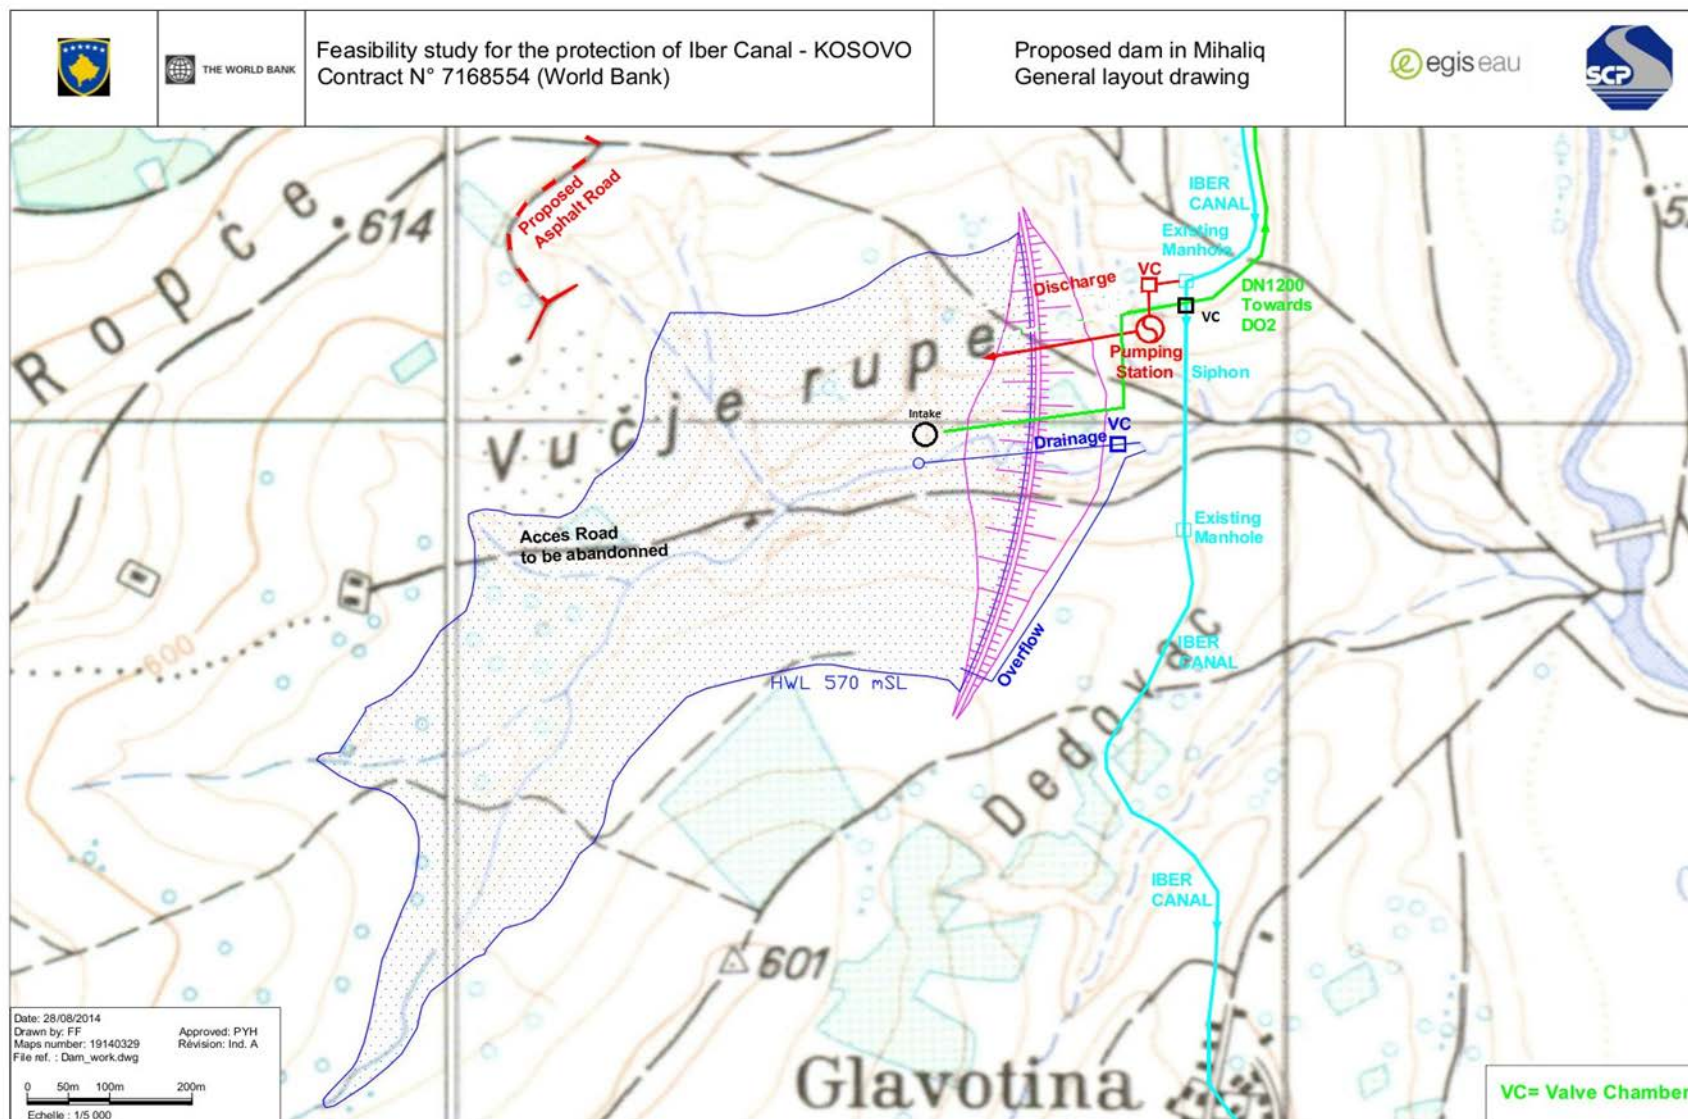 THE WORLD BANK
Feasibility study for the protection of Iber Canal - KOSOVO
Contract N° 7168554 (World Bank)
Proposed dam in Mihaliq
General layout drawing
egis eau
SCP
Ropče
614
Proposed
Asphalt Road
IBER
CANAL
Existing
Manhole
VC
Discharge
DN1200
Towards
DO2
VC
Pumping
Station
Siphon
Vučje rupe
Intake
VC
Drainage
Existing
Manhole
Acces Road
to be abandonned
600
Overflow
IBER
CANAL
HWL 570 mSL
Dedovac
IBER
CANAL
601
Glavotina
Date: 28/08/2014
Drawn by: FF
Approved: PYH
Maps number: 19140329
Révision: Ind. A
File ref. : Dam_work.dwg
0 50m 100m 200m
Echelle : 1/5 000
VC= Valve Chamber